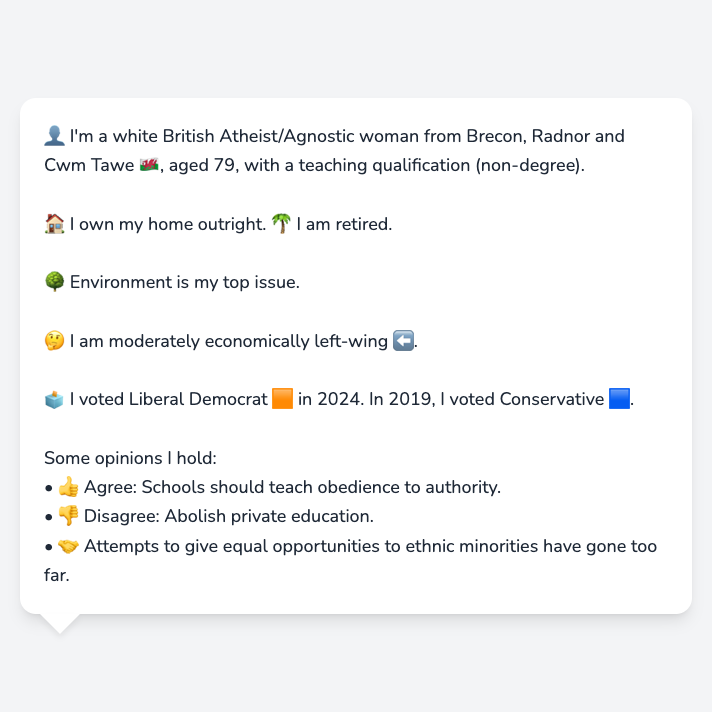 👤 I'm a white British Atheist/Agnostic woman from Brecon, Radnor and
Cwm Tawe 🏴󠁧󠁢󠁷󠁬󠁳󠁿, aged 79, with a teaching qualification (non-degree).
🏠 I own my home outright. 🌴 I am retired.
🌳 Environment is my top issue.
🤔 I am moderately economically left-wing ⬅️.
🗳️ I voted Liberal Democrat 🟧 in 2024. In 2019, I voted Conservative 🟦.
Some opinions I hold:
• 👍 Agree: Schools should teach obedience to authority.
• 👎 Disagree: Abolish private education.
• 🤝 Attempts to give equal opportunities to ethnic minorities have gone too
far.